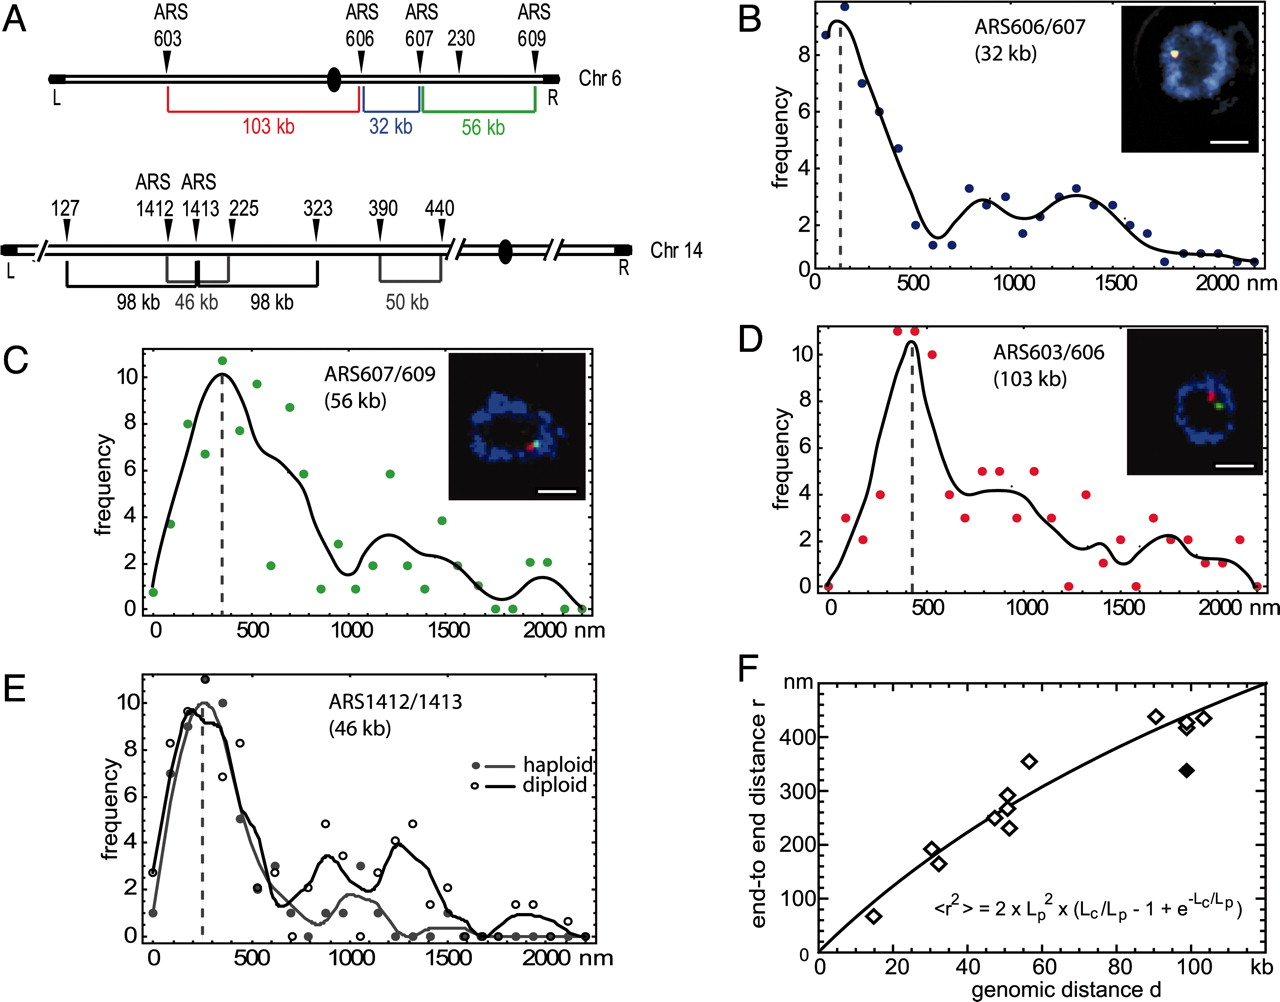 A
ARS ARS ARS ARS
603 606 607 230 609
L R Chr 6
103 kb 32 kb 56 kb
ARS ARS
127 1412 1413 225 323 390 440
L R Chr 14
98 kb 46 kb 98 kb 50 kb
B
ARS606/607
(32 kb)
frequency
8
6
4
2
0
0 500 1000 1500 2000 nm
C
ARS607/609
(56 kb)
frequency
10
8
6
4
2
0
0 500 1000 1500 2000 nm
D
ARS603/606
(103 kb)
frequency
10
8
6
4
2
0
0 500 1000 1500 2000 nm
E
ARS1412/1413
(46 kb)
haploid
diploid
frequency
10
8
6
4
2
0
0 500 1000 1500 2000 nm
F
nm
end-to end distance r
400
300
200
100
0
<r²> = 2 x Lp² x (Lc/Lp - 1 + e^-Lc/Lp)
0 20 40 60 80 100 kb
genomic distance d